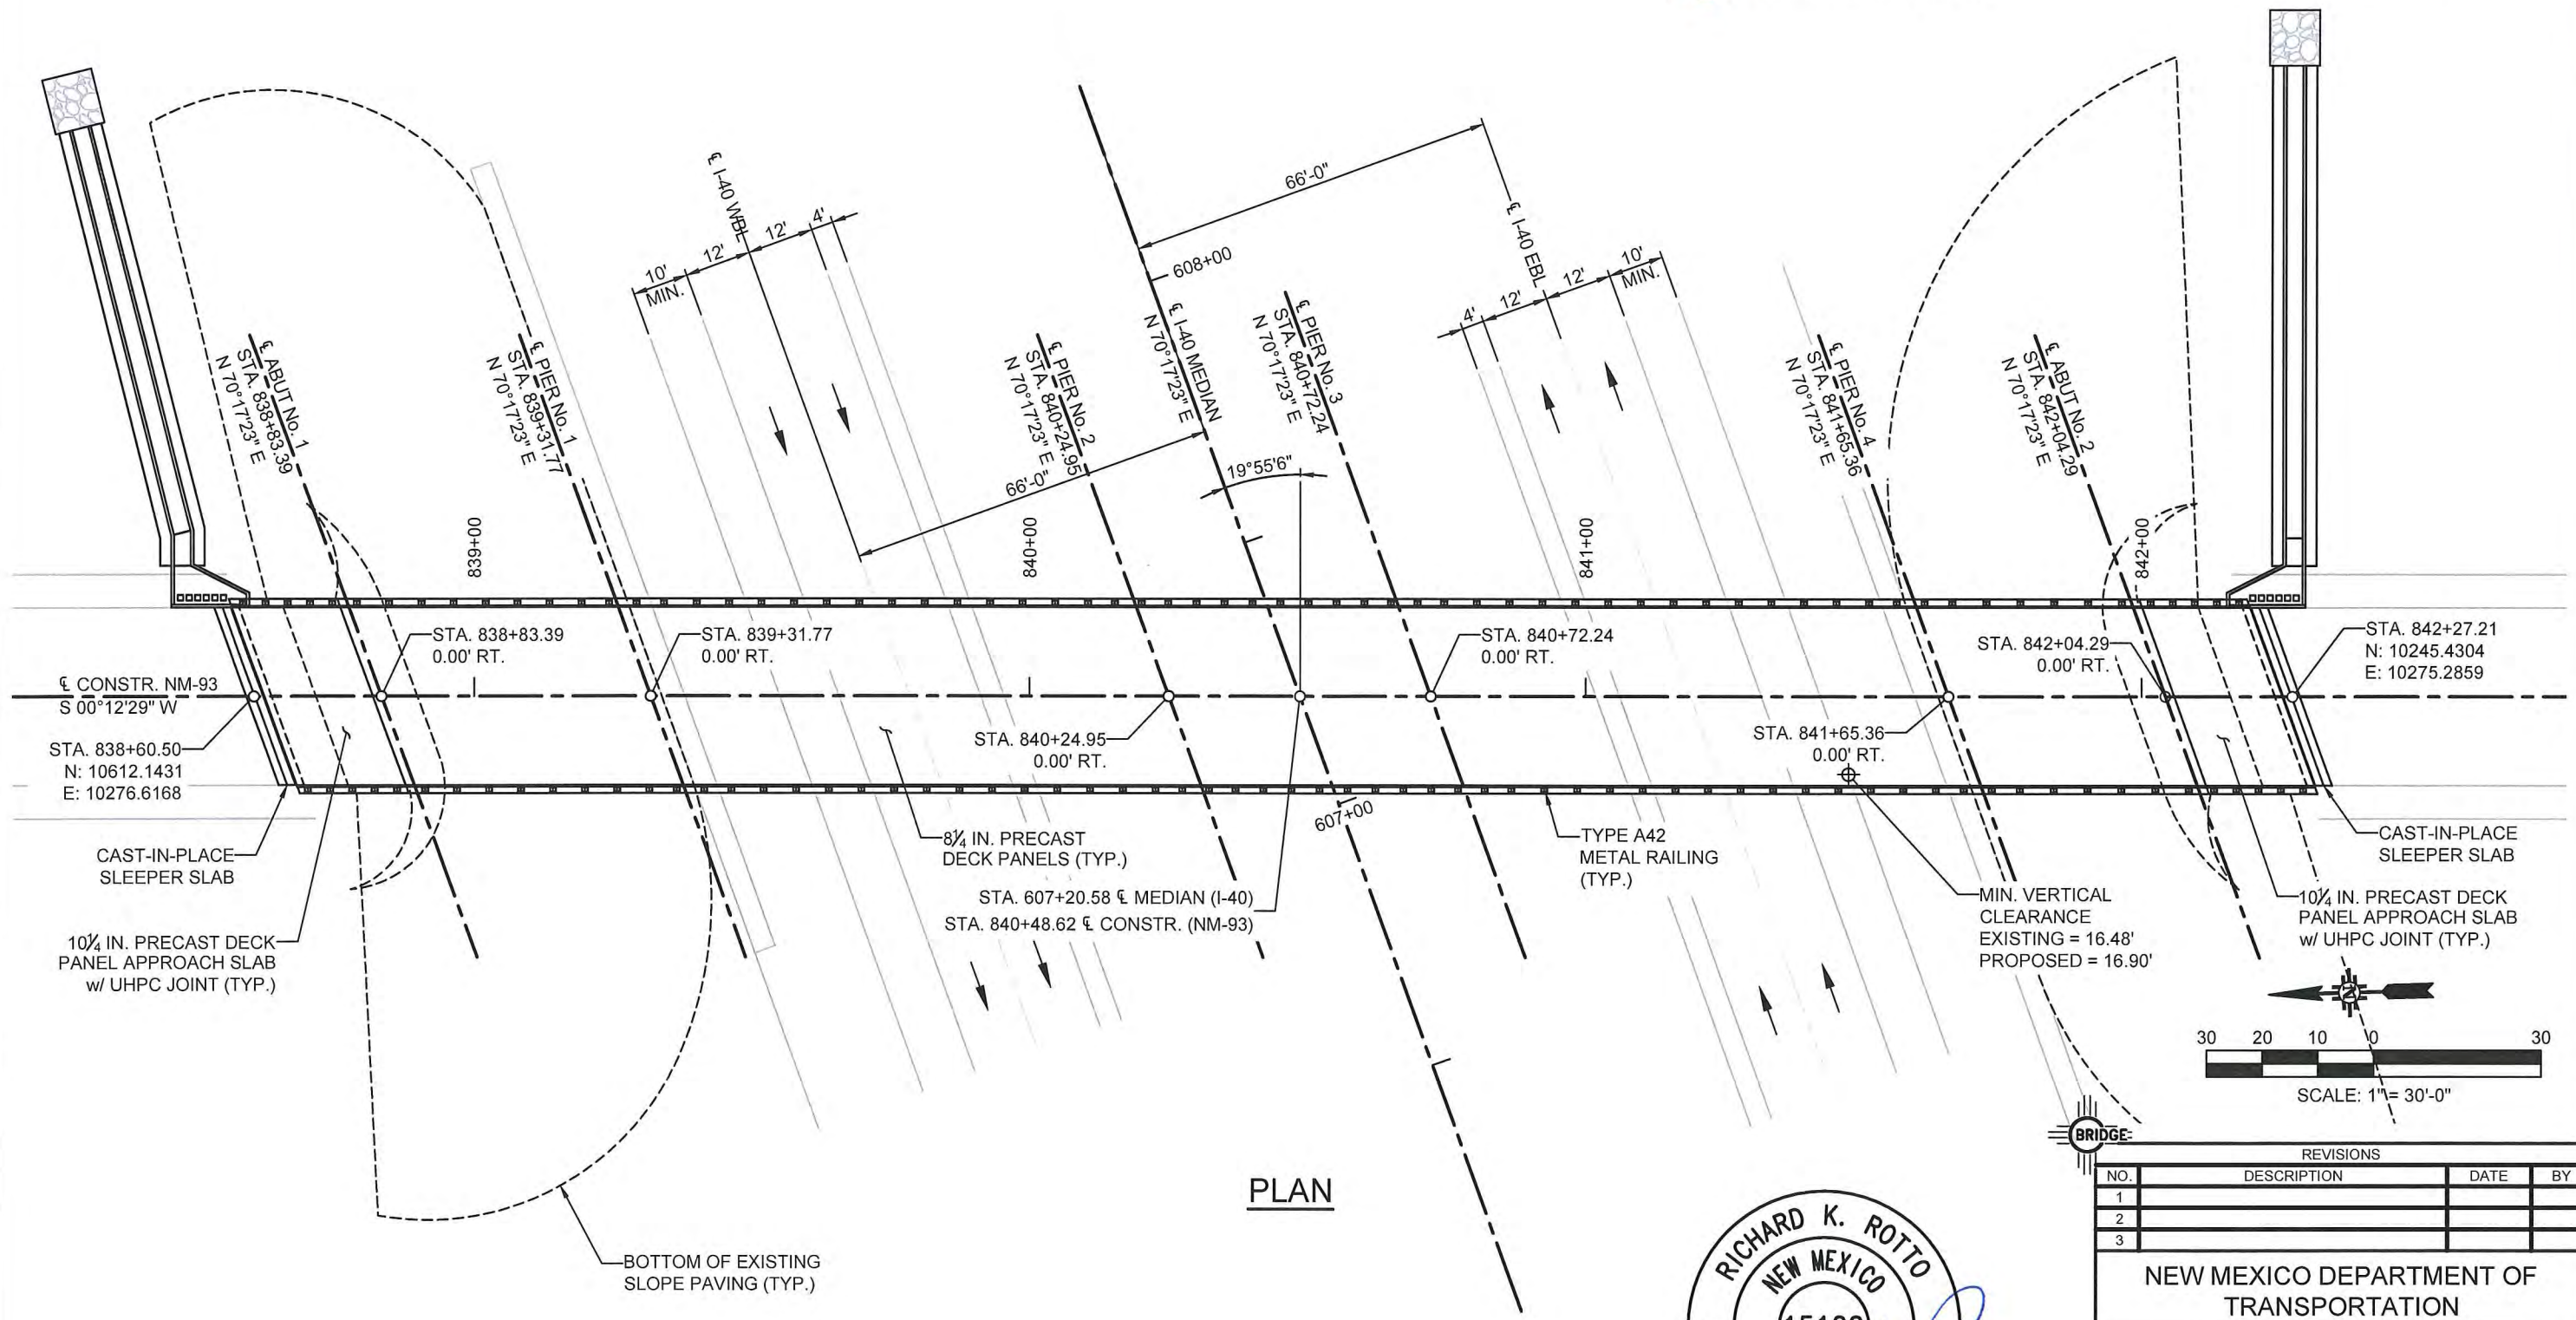 ℄ I-40 WBL
10'
MIN.
12'
12'
4'
66'-0"
608+00
℄ I-40 MEDIAN
N 70°17'23" E
℄ I-40 EBL
4'
12'
12'
10'
MIN.
℄ ABUT No. 1
STA. 838+83.39
N 70°17'23" E
℄ PIER No. 1
STA. 839+31.77
N 70°17'23" E
℄ PIER No. 2
STA. 840+24.95
N 70°17'23" E
℄ PIER No. 3
STA. 840+72.24
N 70°17'23" E
℄ PIER No. 4
STA. 841+65.36
N 70°17'23" E
℄ ABUT No. 2
STA. 842+04.29
N 70°17'23" E
66'-0"
19°55'6"
839+00
840+00
841+00
842+00
STA. 838+83.39
0.00' RT.
STA. 839+31.77
0.00' RT.
STA. 840+72.24
0.00' RT.
STA. 842+04.29
0.00' RT.
STA. 842+27.21
N: 10245.4304
E: 10275.2859
℄ CONSTR. NM-93
S 00°12'29" W
STA. 838+60.50
N: 10612.1431
E: 10276.6168
STA. 840+24.95
0.00' RT.
STA. 841+65.36
0.00' RT.
607+00
CAST-IN-PLACE
SLEEPER SLAB
10¼ IN. PRECAST DECK
PANEL APPROACH SLAB
w/ UHPC JOINT (TYP.)
8¼ IN. PRECAST
DECK PANELS (TYP.)
STA. 607+20.58 ℄ MEDIAN (I-40)
STA. 840+48.62 ℄ CONSTR. (NM-93)
TYPE A42
METAL RAILING
(TYP.)
MIN. VERTICAL
CLEARANCE
EXISTING = 16.48'
PROPOSED = 16.90'
CAST-IN-PLACE
SLEEPER SLAB
10¼ IN. PRECAST DECK
PANEL APPROACH SLAB
w/ UHPC JOINT (TYP.)
N
30 20 10 0 30
SCALE: 1" = 30'-0"
BOTTOM OF EXISTING
SLOPE PAVING (TYP.)
PLAN
RICHARD K. ROTTO
NEW MEXICO
BRIDGE
REVISIONS
NO. DESCRIPTION DATE BY
1
2
3
NEW MEXICO DEPARTMENT OF
TRANSPORTATION